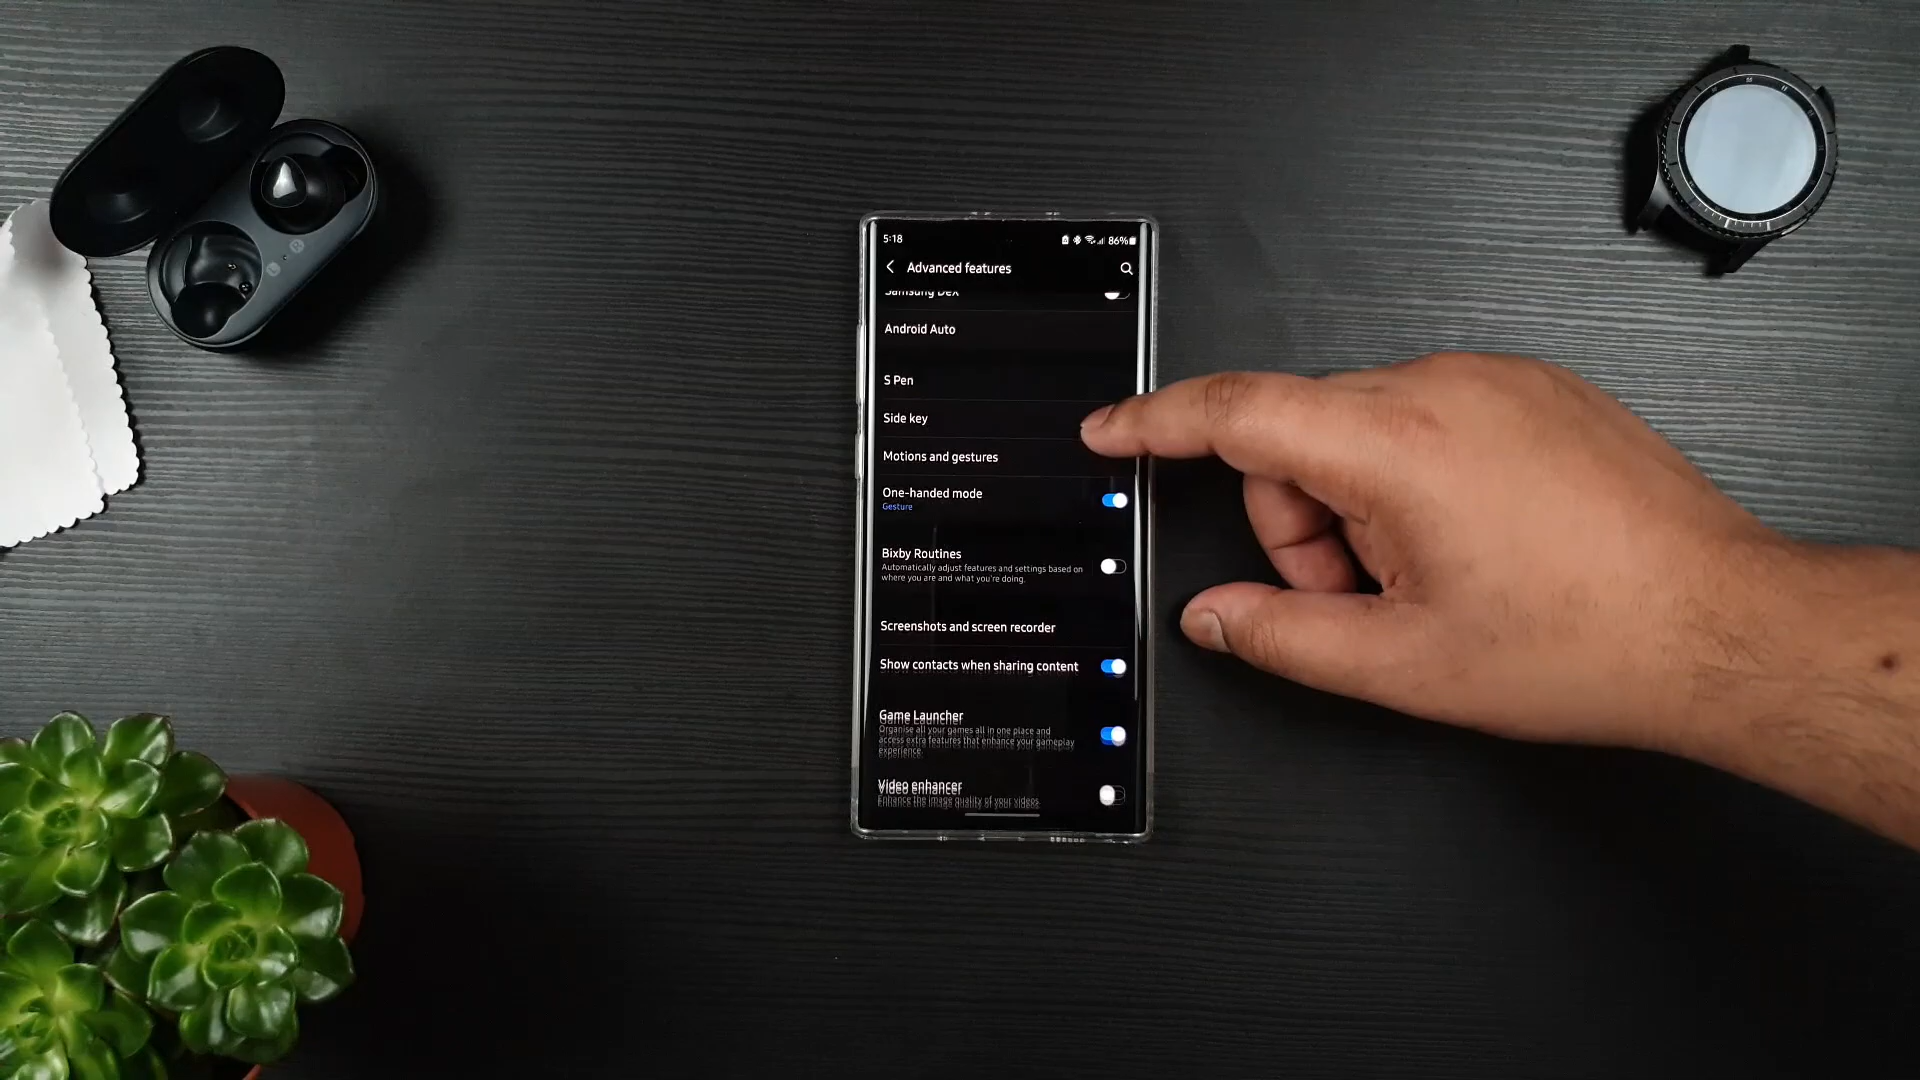 5:18
86%
Advanced features
Samsung DeX
Android Auto
S Pen
Side key
Motions and gestures
One-handed mode
Gesture
Bixby Routines
Automatically adjust features and settings based on
where you are and what you're doing.
Screenshots and screen recorder
Show contacts when sharing content
Game Launcher
Organise all your games all in one place and
access extra features that enhance your gameplay
experience.
Video enhancer
Enhance the image quality of your videos
L
R